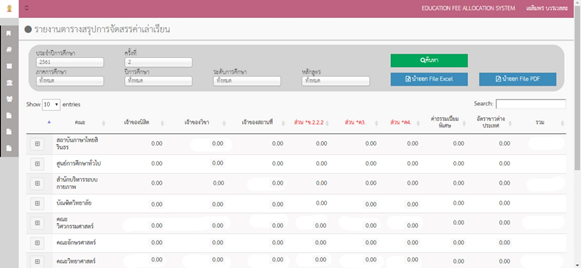 EDUCATION FEE ALLOCATION SYSTEM
รายงานตารางสรุปการจัดสรรค่าเล่าเรียน
ประจำปีการศึกษา ครั้งที่
2561 2 ค้นหา
ภาคการศึกษา ปีการศึกษา ระดับการศึกษา หลักสูตร
ทั้งหมด ทั้งหมด ทั้งหมด ทั้งหมด นำออก File Excel นำออก File PDF
Show 10 entries Search:
คณะ เจ้าของนิสิต เจ้าของวิชา เจ้าของสถานที่ ส่วน *จ.2.2.2 ส่วน *ค3. ส่วน *ค4. ค่าธรรมเนียมพิเศษ อัตราชาวต่างประเทศ รวม
สถาบันภาษาไทยสิรินธร 0.00 0.00 0.00 0.00 0.00 0.00 0.00 0.00
ศูนย์การศึกษาทั่วไป 0.00 0.00 0.00 0.00 0.00 0.00 0.00 0.00
สำนักบริหารระบบกายภาพ 0.00 0.00 0.00 0.00 0.00 0.00 0.00 0.00
บัณฑิตวิทยาลัย 0.00 0.00 0.00 0.00 0.00 0.00 0.00 0.00
คณะวิศวกรรมศาสตร์ 0.00 0.00 0.00 0.00 0.00 0.00 0.00 0.00
คณะอักษรศาสตร์ 0.00 0.00 0.00 0.00 0.00 0.00 0.00 0.00
คณะวิทยาศาสตร์ 0.00 0.00 0.00 0.00 0.00 0.00 0.00 0.00